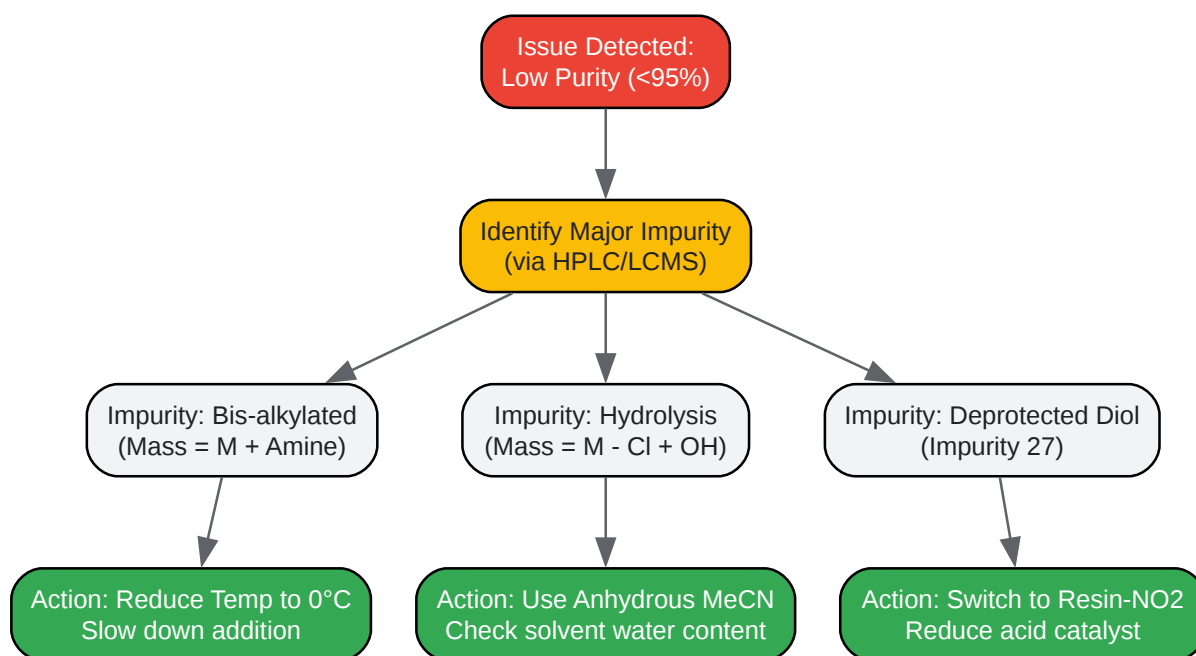 Issue Detected:
Low Purity (<95%)
Identify Major Impurity
(via HPLC/LCMS)
Impurity: Bis-alkylated
(Mass = M + Amine)
Impurity: Hydrolysis
(Mass = M - Cl + OH)
Impurity: Deprotected Diol
(Impurity 27)
Action: Reduce Temp to 0°C
Slow down addition
Action: Use Anhydrous MeCN
Check solvent water content
Action: Switch to Resin-NO2
Reduce acid catalyst